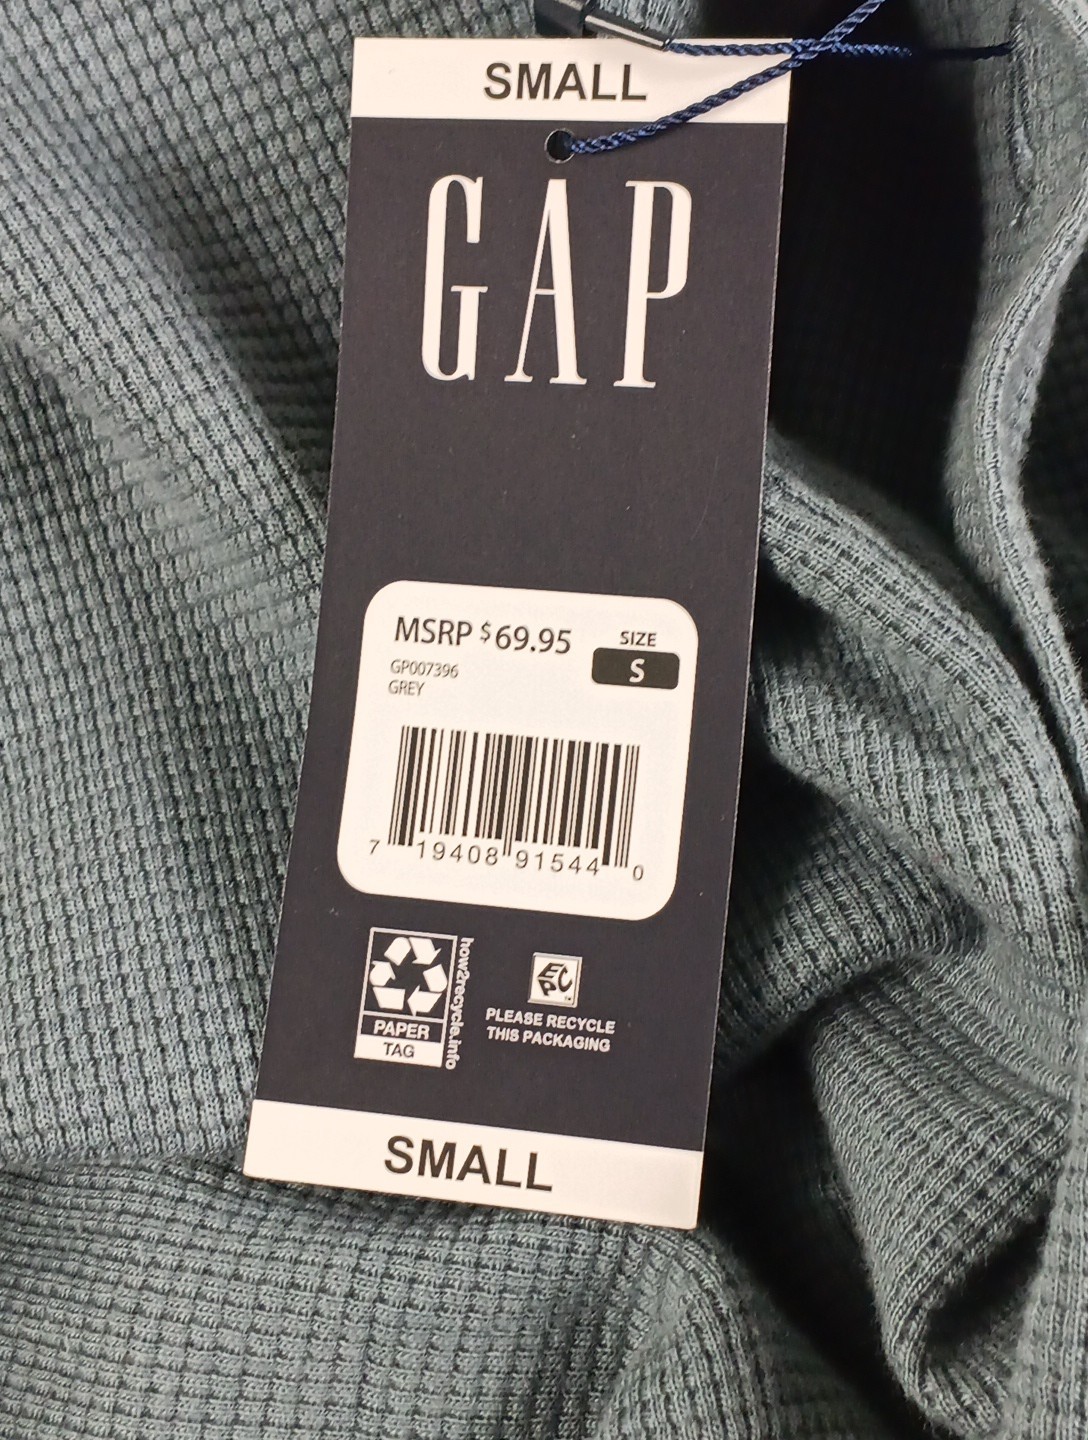 SMALL
GAP
MSRP $69.95
SIZE
S
GP007396
GREY
7 19408 91544 0
PAPER
TAG
how2recycle.info
EPC
PLEASE RECYCLE
THIS PACKAGING
SMALL